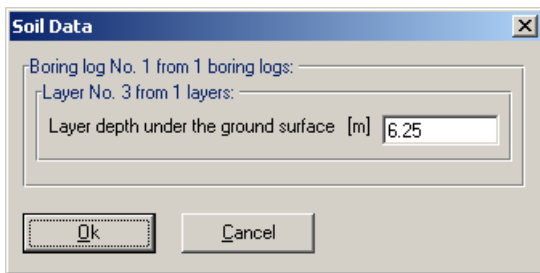 Soil Data
Boring log No. 1 from 1 boring logs:
Layer No. 3 from 1 layers:
Layer depth under the ground surface [m] 6.25
Ok Cancel